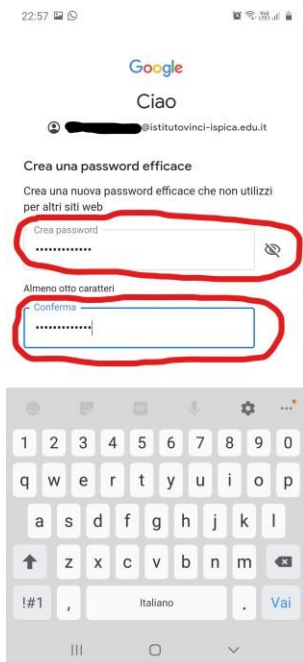 22:57
Google
Ciao
@istitutovinci-ispica.edu.it
Crea una password efficace
Crea una nuova password efficace che non utilizzi
per altri siti web
Crea password
•••••••••••••
Almeno otto caratteri
Conferma
•••••••••••••
1 2 3 4 5 6 7 8 9 0
q w e r t y u i o p
a s d f g h j k l
z x c v b n m
!#1 , Italiano . Vai